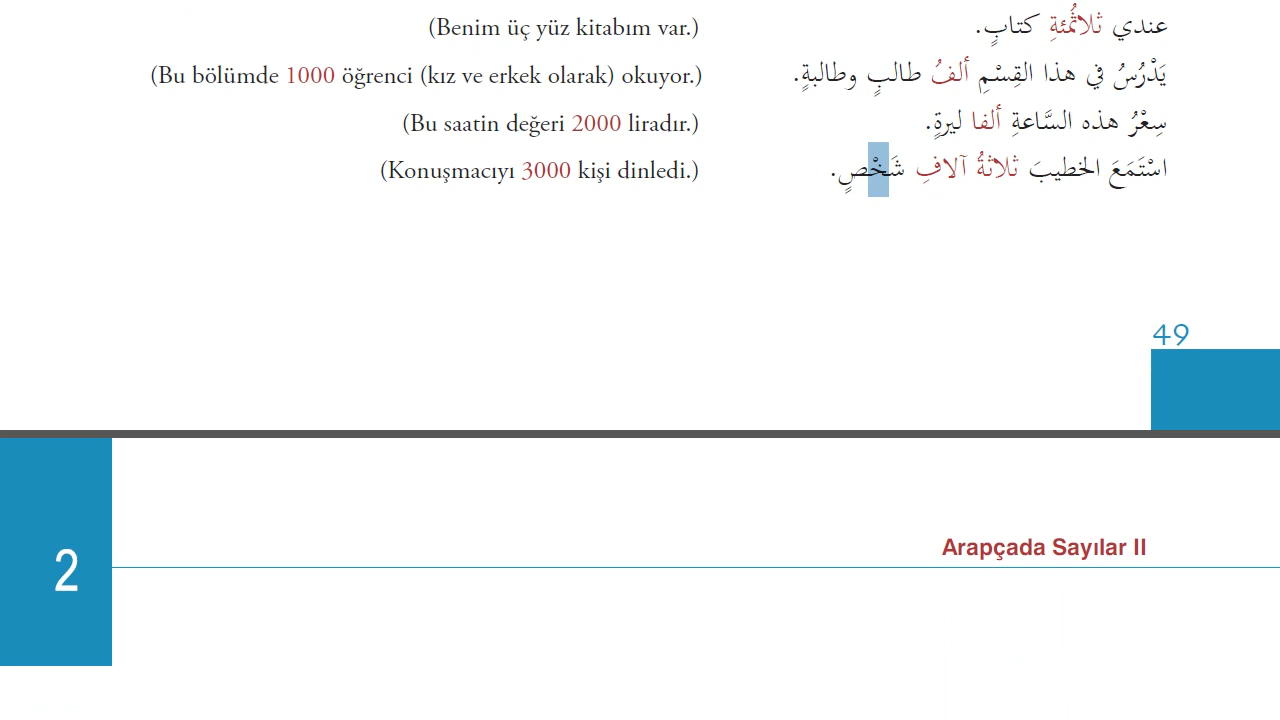 (Benim üç yüz kitabım var.) عندي ثلاثُمِّئةِ كتابٍ.
(Bu bölümde 1000 öğrenci (kız ve erkek olarak) okuyor.) يَدْرُسُ في هذا القِسْمِ ألفُ طالبٍ وطالبةٍ.
(Bu saatin değeri 2000 liradır.) سِعْرُ هذه السَّاعةِ ألفا ليرةٍ.
(Konuşmacıyı 3000 kişi dinledi.) اسْتَمَعَ الخطيبَ ثلاثةُ آلافِ شَخْصٍ.
49
2
Arapçada Sayılar II